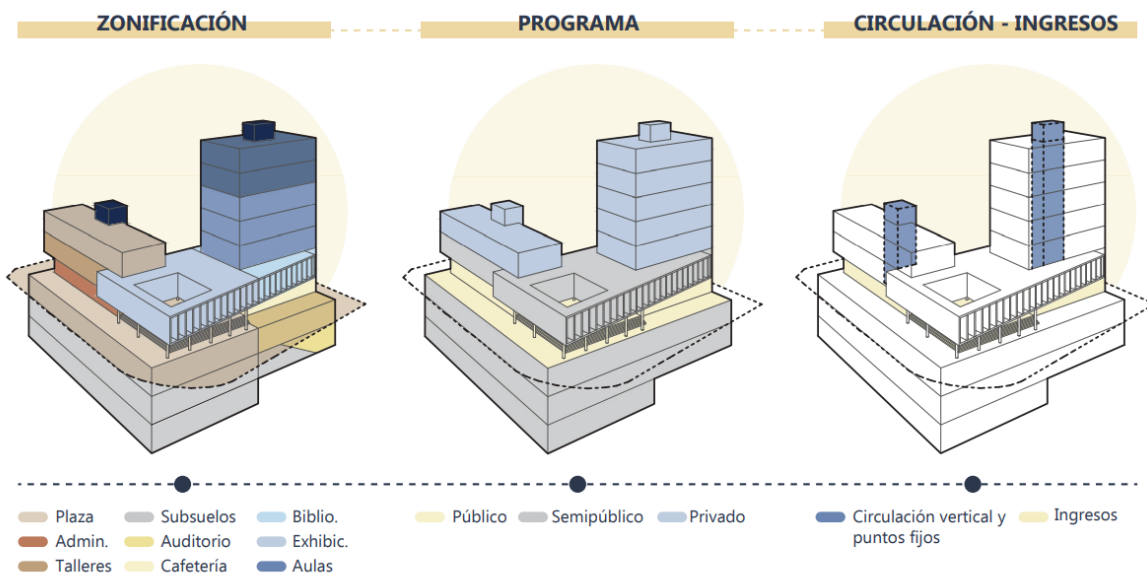 ZONIFICACIÓN
PROGRAMA
CIRCULACIÓN - INGRESOS
Plaza
Subsuelos
Biblio.
Admin.
Auditorio
Exhibic.
Talleres
Cafetería
Aulas
Público
Semipúblico
Privado
Circulación vertical y
puntos fijos
Ingresos